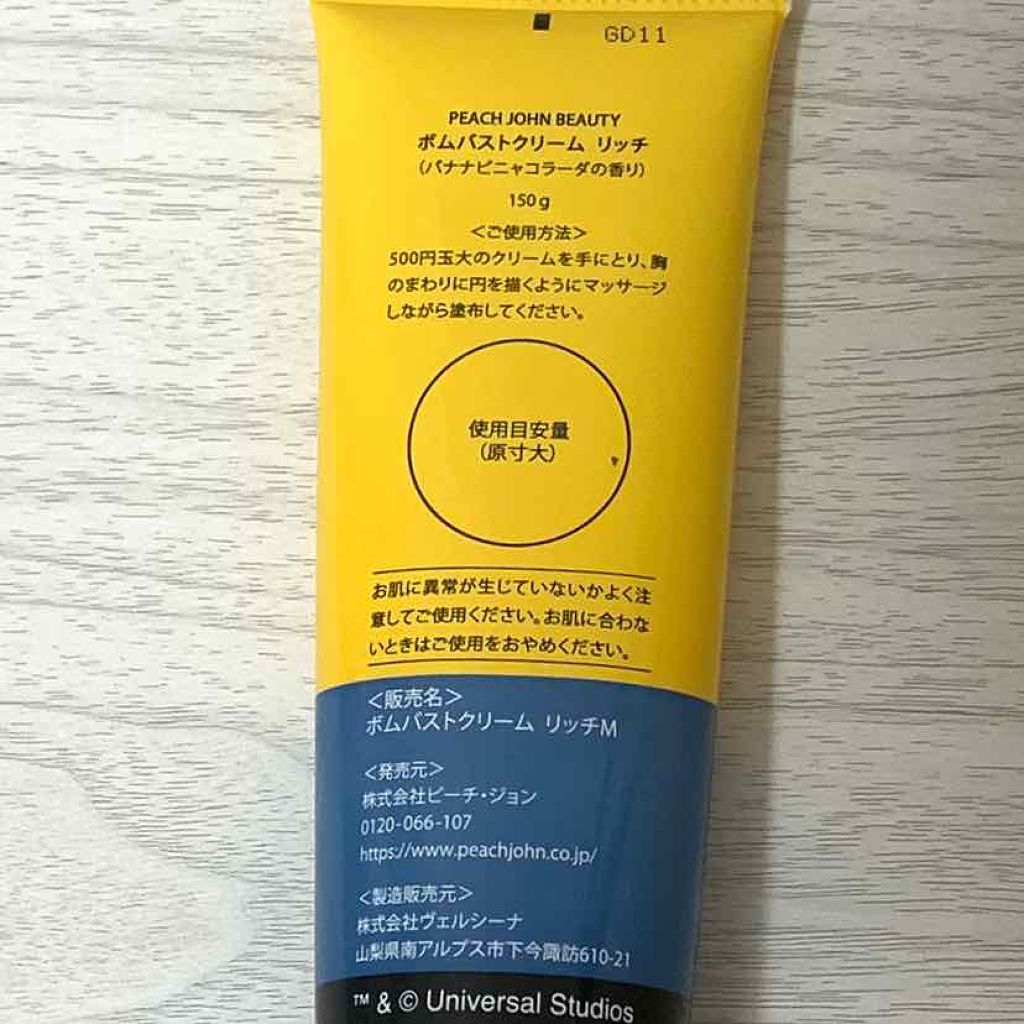 GD11
PEACH JOHN BEAUTY
ボムバストクリーム リッチ
(バナナピニャコラーダの香り)
150g
<ご使用方法>
500円玉大のクリームを手にとり、胸
のまわりに円を描くようにマッサージ
しながら塗布してください。
使用目安量
(原寸大)
お肌に異常が生じていないかよく注
意してご使用ください。お肌に合わな
いときはご使用をおやめください。
<販売名>
ボムバストクリーム リッチM
<発売元>
株式会社ピーチ・ジョン
0120-066-107
https://www.peachjohn.co.jp/
<製造販売元>
株式会社ヴェルシーナ
山梨県南アルプス市下今諏訪610-21
™ & © Universal Studios